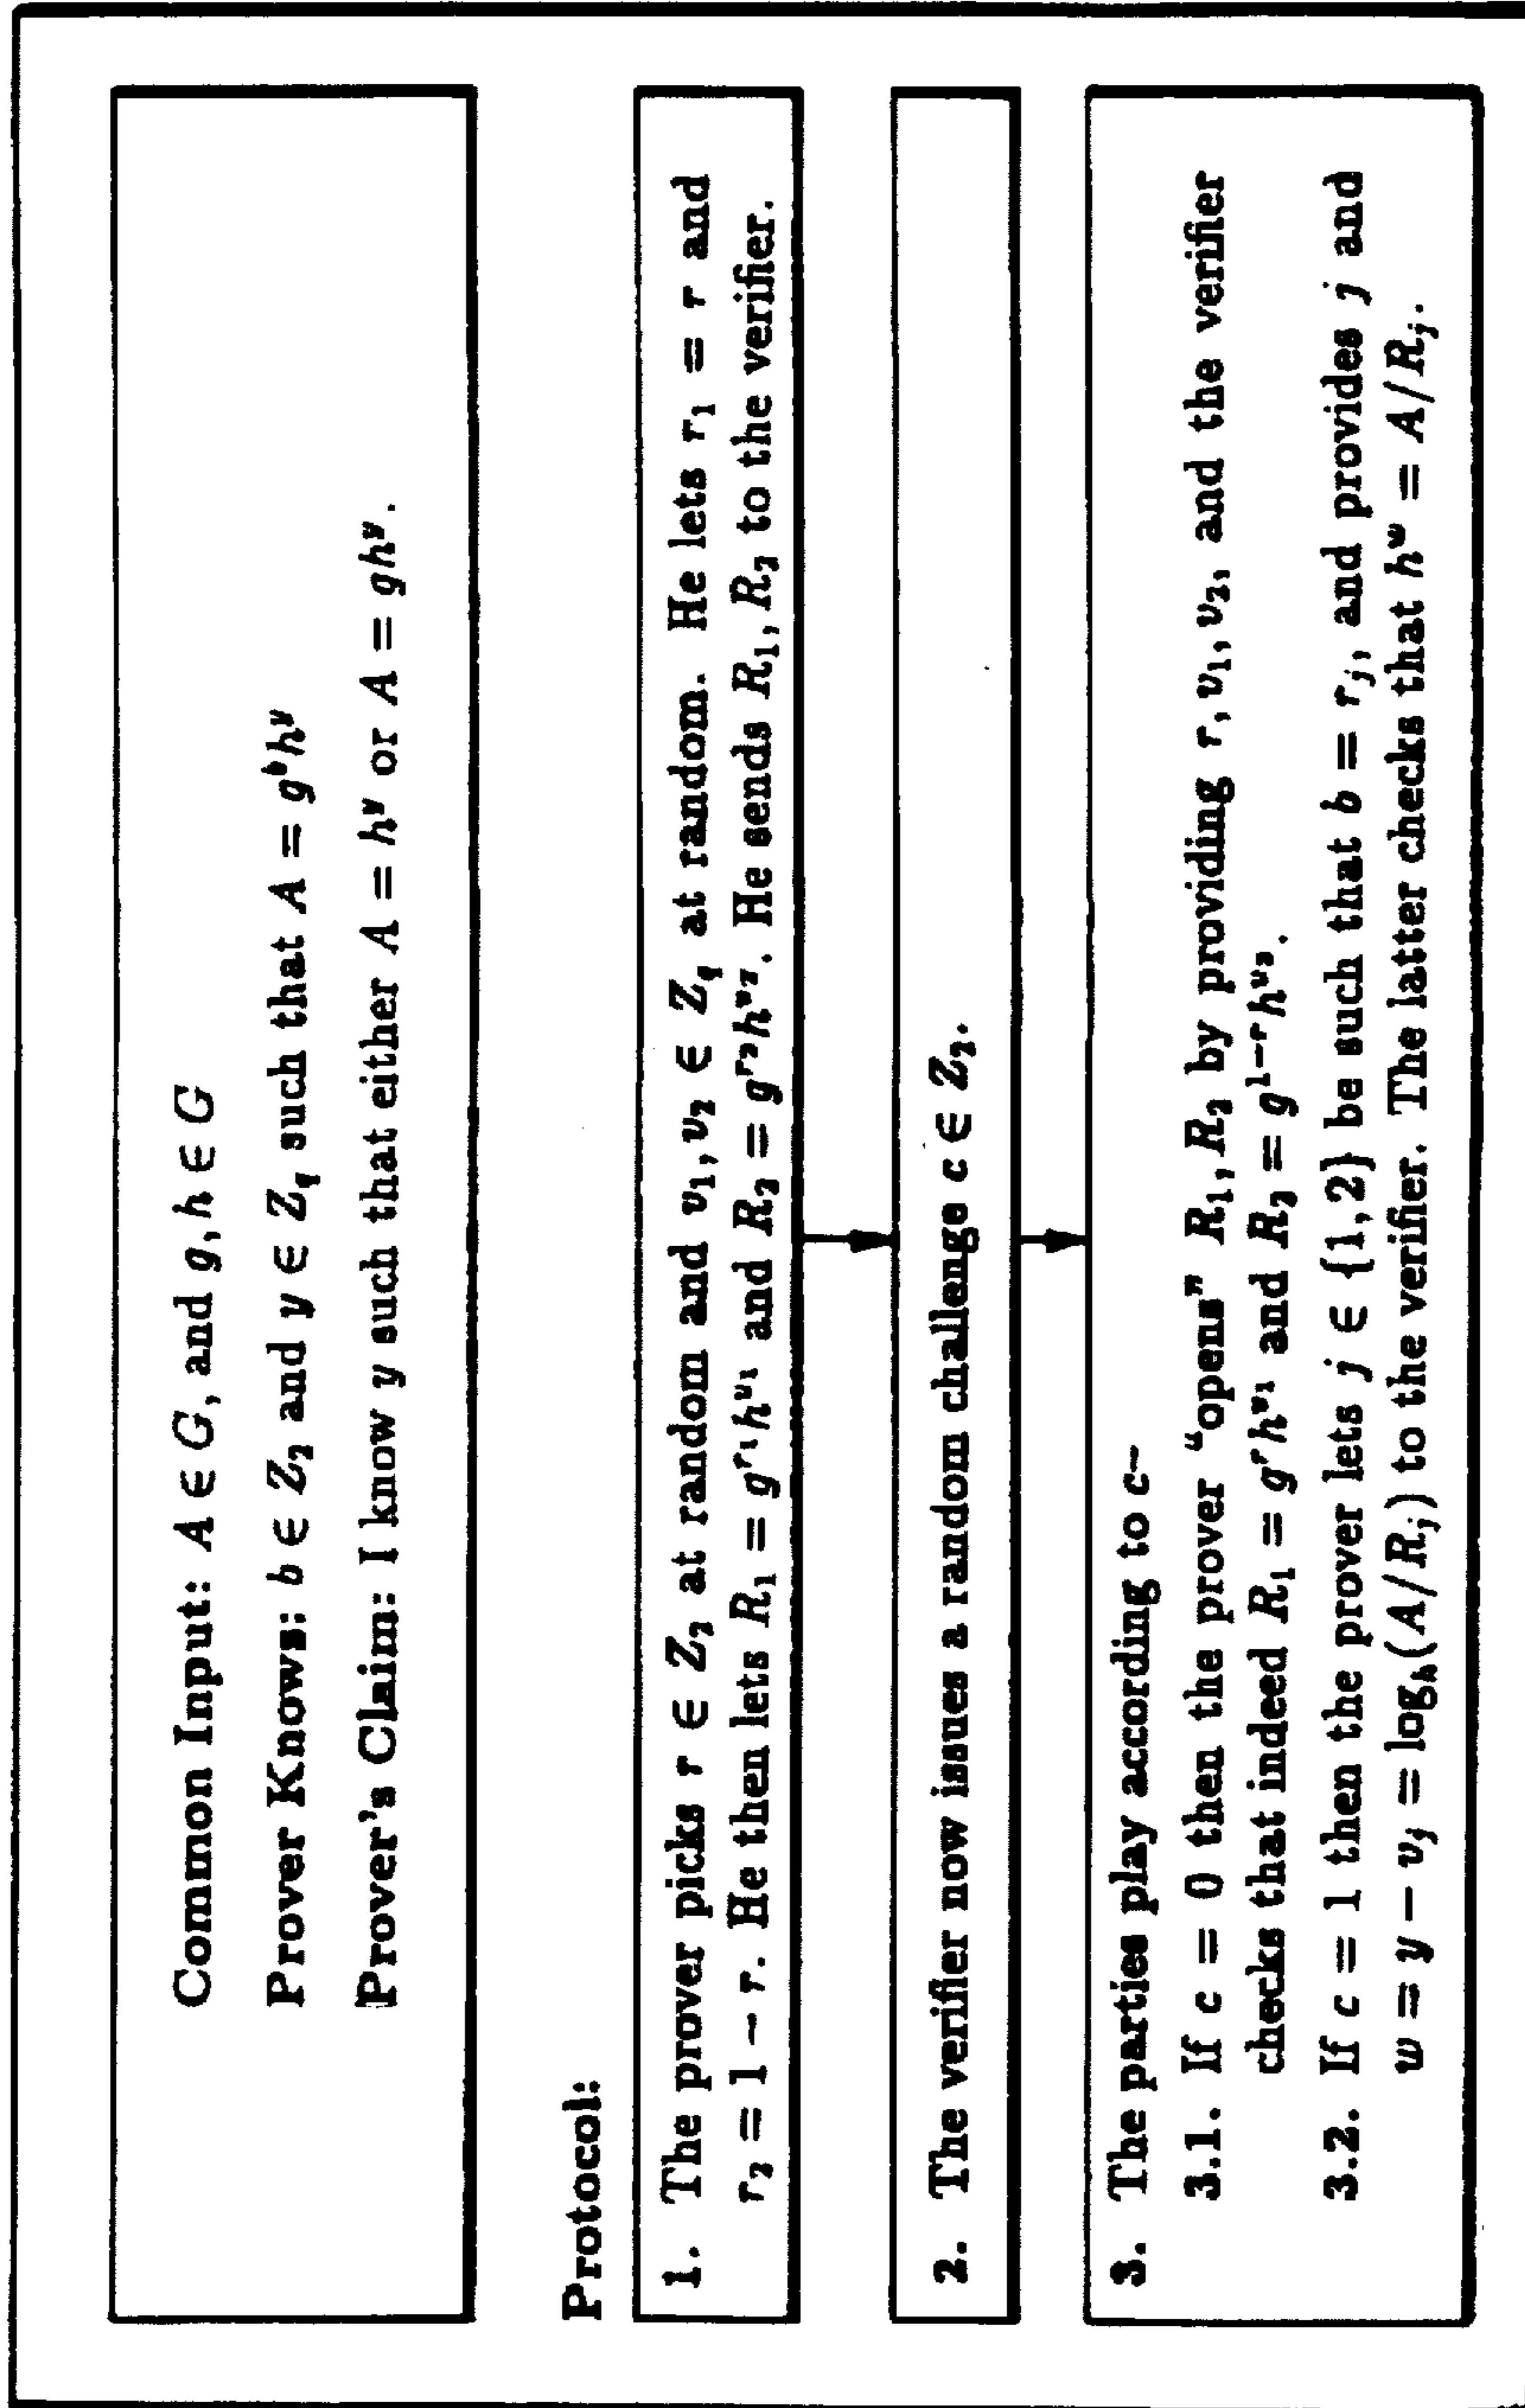 Common Input: A ∈ G, and g, h ∈ G
Prover Knows: b ∈ Z₂ and y ∈ Z_q such that A = g^b h^y
Prover's Claim: I know y such that either A = h^y or A = gh^y.
Protocol:
1. The prover picks r ∈ Z₂ at random and v₁, v₂ ∈ Z_q at random. He lets r₁ = r and
r₂ = 1 − r. He then lets R₁ = g^{r₁}h^{v₁} and R₂ = g^{r₂}h^{v₂}. He sends R₁, R₂ to the verifier.
2. The verifier now issues a random challenge c ∈ Z₂.
3. The parties play according to c−
3.1. If c = 0 then the prover "opens" R₁, R₂ by providing r, v₁, v₂, and the verifier
checks that indeed R₁ = g^r h^{v₁} and R₂ = g^{1−r}h^{v₂}.
3.2. If c = 1 then the prover lets j ∈ {1, 2} be such that b = r_j, and provides j and
w = y − v_j = log_h(A/R_j) to the verifier. The latter checks that h^w = A/R_j.